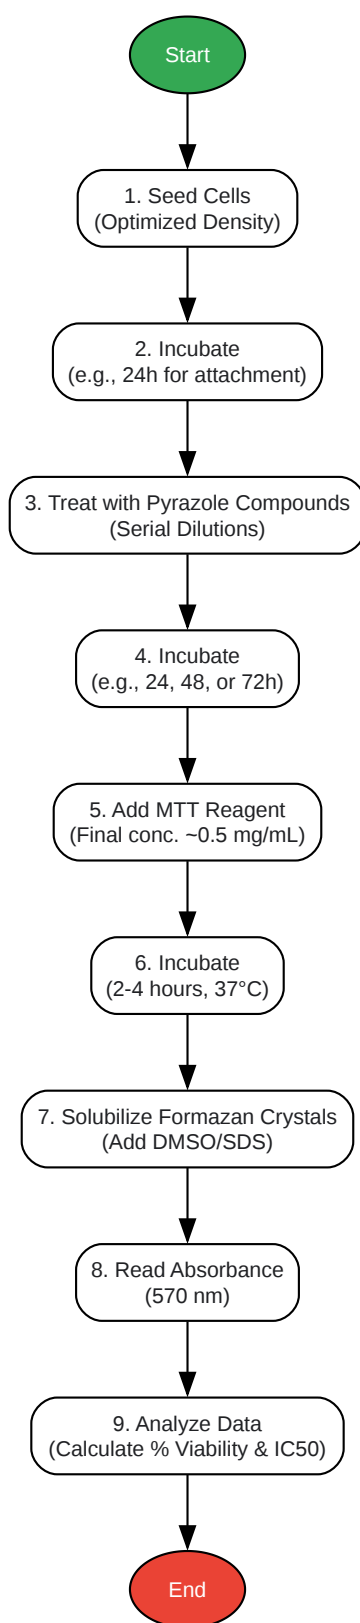 Start
1. Seed Cells
(Optimized Density)
2. Incubate
(e.g., 24h for attachment)
3. Treat with Pyrazole Compounds
(Serial Dilutions)
4. Incubate
(e.g., 24, 48, or 72h)
5. Add MTT Reagent
(Final conc. ~0.5 mg/mL)
6. Incubate
(2-4 hours, 37°C)
7. Solubilize Formazan Crystals
(Add DMSO/SDS)
8. Read Absorbance
(570 nm)
9. Analyze Data
(Calculate % Viability & IC50)
End